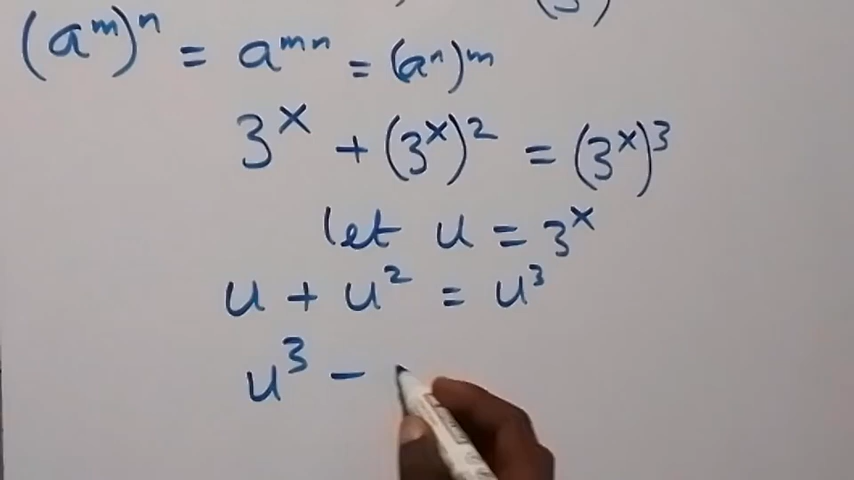 (a^m)^n = a^{mn} = (a^n)^m
3^x + (3^x)^2 = (3^x)^3
let u = 3^x
u + u^2 = u^3
u^3 -